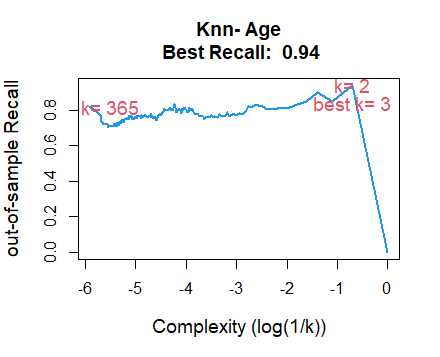 Knn- Age
Best Recall:  0.94
out-of-sample Recall
0.0 0.2 0.4 0.6 0.8
k= 2
best k= 3
k= 365
-6 -5 -4 -3 -2 -1 0
Complexity (log(1/k))